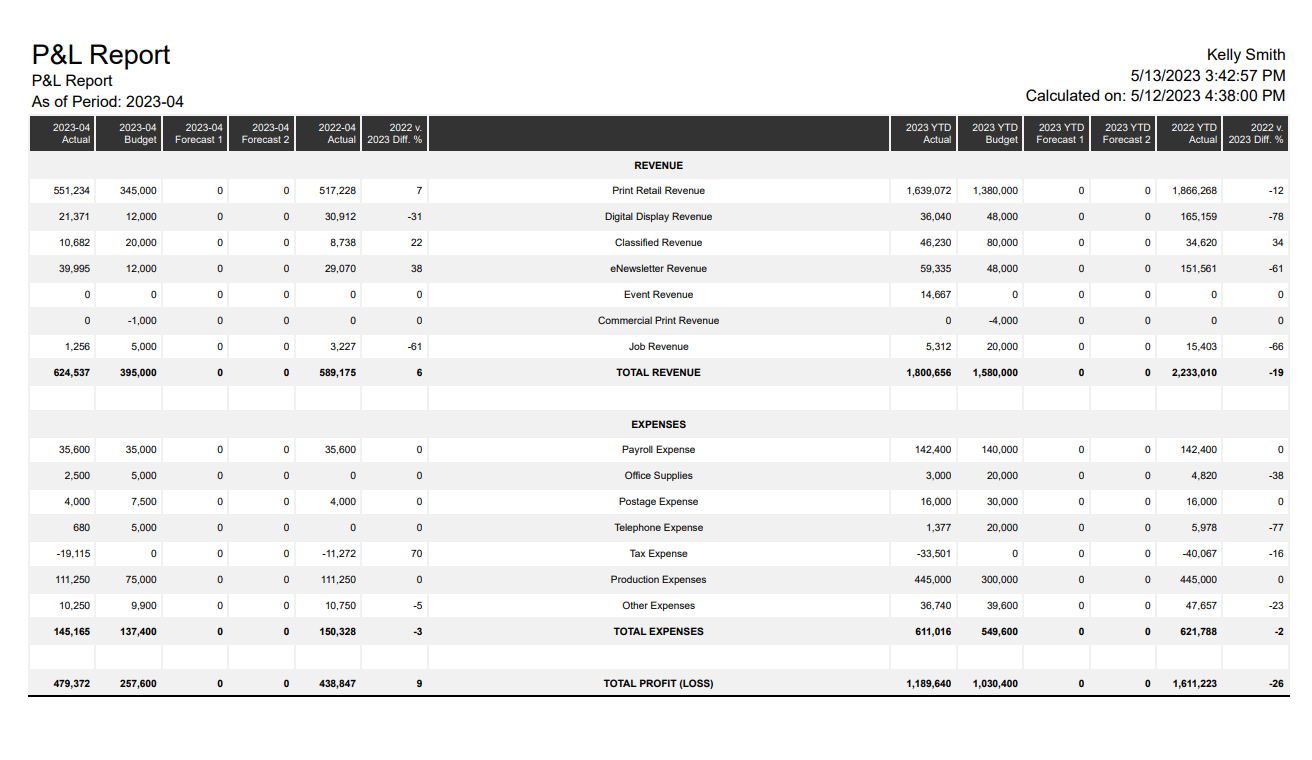 P&L Report
P&L Report
As of Period: 2023-04
Kelly Smith
5/13/2023 3:42:57 PM
Calculated on: 5/12/2023 4:38:00 PM
2023-04 2023-04 2023-04 2023-04 2022-04 2022 v. 2023 YTD 2023 YTD 2023 YTD 2023 YTD 2022 YTD 2022 v.
Actual Budget Forecast 1 Forecast 2 Actual 2023 Diff. % Actual Budget Forecast 1 Forecast 2 Actual 2023 Diff. %
REVENUE
551,234 345,000 0 0 517,228 7 Print Retail Revenue 1,639,072 1,380,000 0 0 1,866,268 -12
21,371 12,000 0 0 30,912 -31 Digital Display Revenue 36,040 48,000 0 0 165,159 -78
10,682 20,000 0 0 8,738 22 Classified Revenue 46,230 80,000 0 0 34,620 34
39,995 12,000 0 0 29,070 38 eNewsletter Revenue 59,335 48,000 0 0 151,561 -61
0 0 0 0 0 0 Event Revenue 14,667 0 0 0 0 0
0 -1,000 0 0 0 0 Commercial Print Revenue 0 -4,000 0 0 0 0
1,256 5,000 0 0 3,227 -61 Job Revenue 5,312 20,000 0 0 15,403 -66
624,537 395,000 0 0 589,175 6 TOTAL REVENUE 1,800,656 1,580,000 0 0 2,233,010 -19
EXPENSES
35,600 35,000 0 0 35,600 0 Payroll Expense 142,400 140,000 0 0 142,400 0
2,500 5,000 0 0 0 0 Office Supplies 3,000 20,000 0 0 4,820 -38
4,000 7,500 0 0 4,000 0 Postage Expense 16,000 30,000 0 0 16,000 0
680 5,000 0 0 0 0 Telephone Expense 1,377 20,000 0 0 5,978 -77
-19,115 0 0 0 -11,272 70 Tax Expense -33,501 0 0 0 -40,067 -16
111,250 75,000 0 0 111,250 0 Production Expenses 445,000 300,000 0 0 445,000 0
10,250 9,900 0 0 10,750 -5 Other Expenses 36,740 39,600 0 0 47,657 -23
145,165 137,400 0 0 150,328 -3 TOTAL EXPENSES 611,016 549,600 0 0 621,788 -2
479,372 257,600 0 0 438,847 9 TOTAL PROFIT (LOSS) 1,189,640 1,030,400 0 0 1,611,223 -26